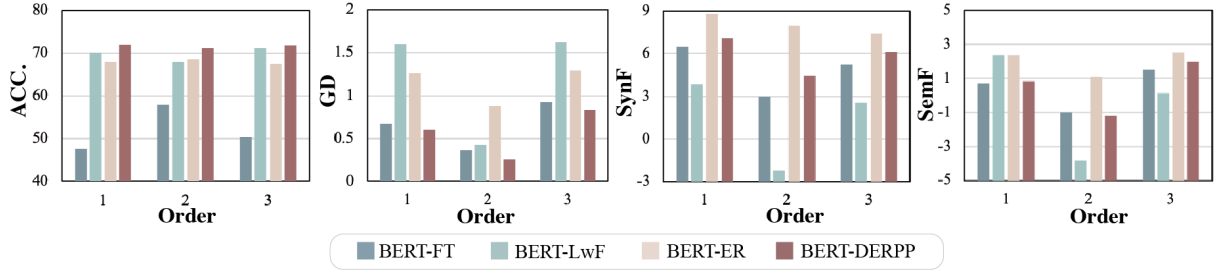 ACC.
80
70
60
50
40
1 2 3
Order
GD
2
1.5
1
0.5
0
1 2 3
Order
SynF
9
6
3
0
-3
1 2 3
Order
SemF
5
3
1
-1
-3
-5
1 2 3
Order
BERT-FT BERT-LwF BERT-ER BERT-DERPP